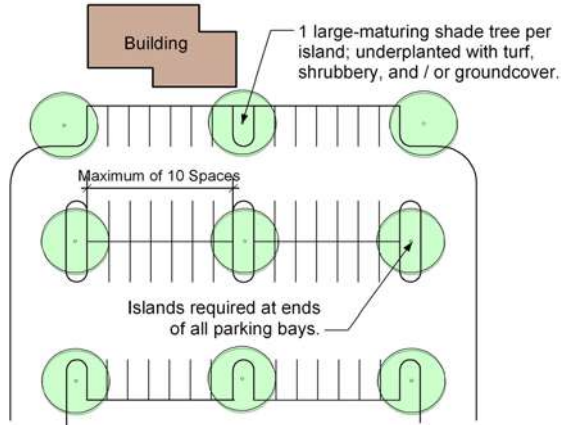 Building
1 large-maturing shade tree per
island; underplanted with turf,
shrubbery, and / or groundcover.
Maximum of 10 Spaces
Islands required at ends
of all parking bays.